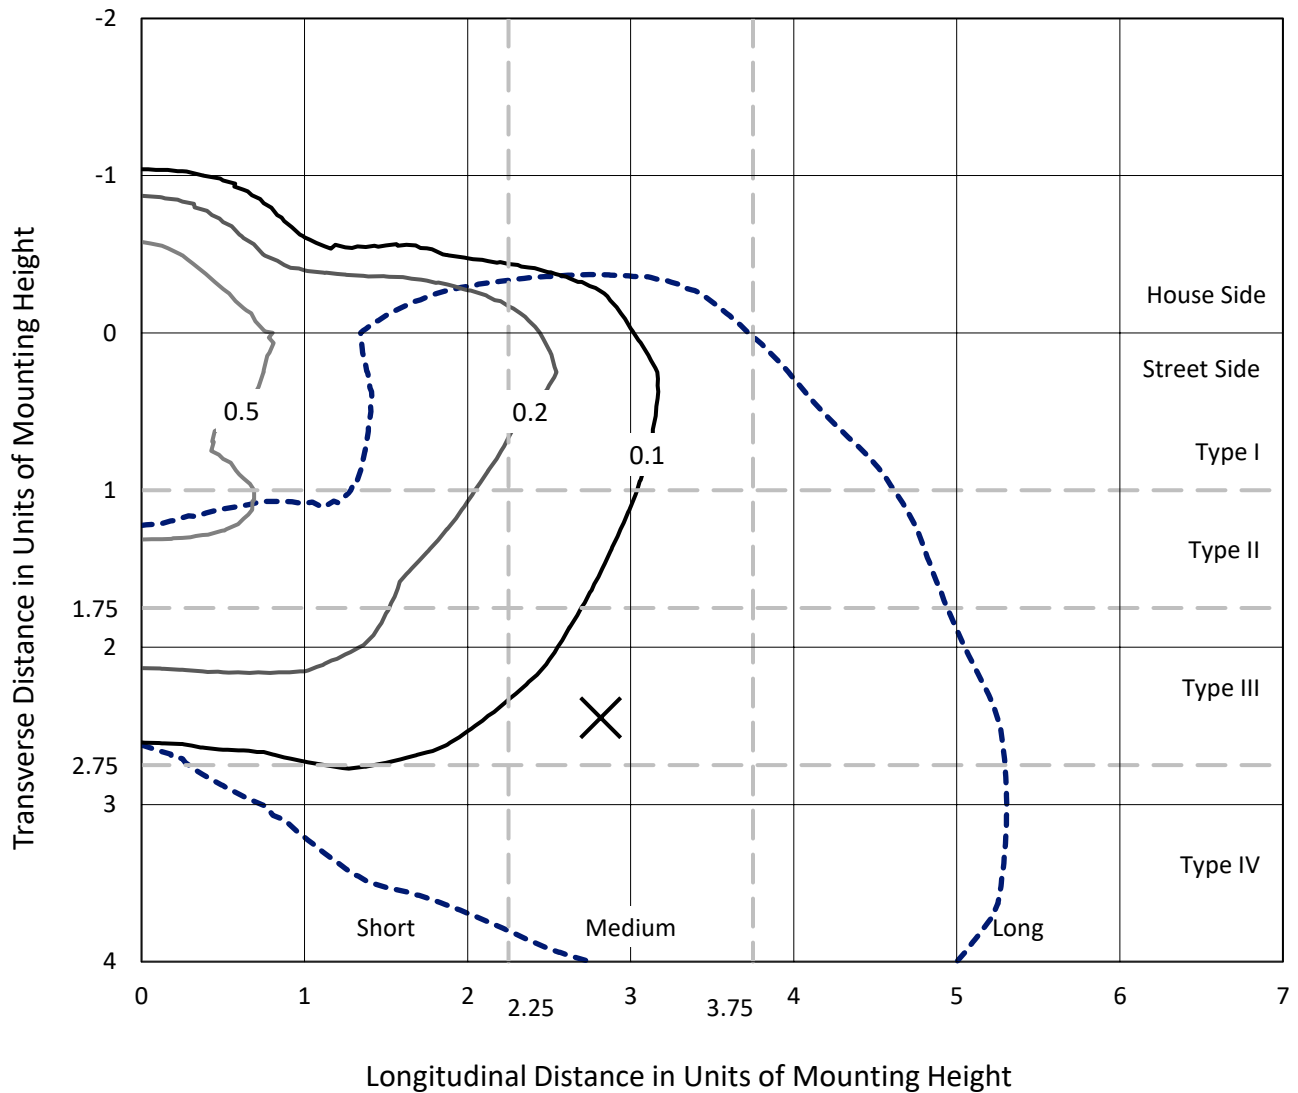 -2
-1
House Side
0
Street Side
0.5
0.2
0.1
Type I
1
Type II
1.75
2
Type III
2.75
3
Type IV
Short
Medium
Long
4
0
1
2
2.25
3
3.75
4
5
6
7
Longitudinal Distance in Units of Mounting Height
Transverse Distance in Units of Mounting Height